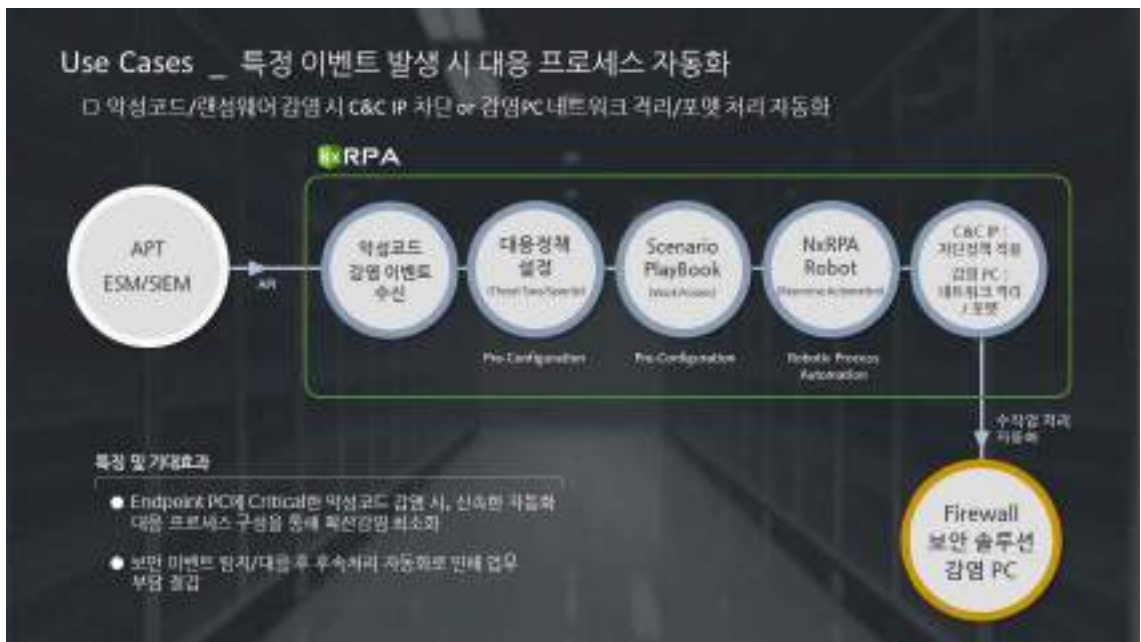 Use Cases _ 특정 이벤트 발생 시 대응 프로세스 자동화
□ 악성코드/랜섬웨어 감염 시 C&C IP 차단 or 감염PC 네트워크 격리/포맷 처리 자동화
NxRPA
APT
ESM/SIEM
API
악성코드
감염 이벤트
수신
대응정책
설정
Pre-Configuration
Scenario
PlayBook
Pre-Configuration
NxRPA
Robot
Robotic Process
Automation
C&C IP :
차단정책 적용
감염 PC :
네트워크 격리
/ 포맷
수작업 처리
자동화
Firewall
보안 솔루션
감염 PC
특징 및 기대효과
● Endpoint PC에 Critical한 악성코드 감염 시, 신속한 자동화
대응 프로세스 구성을 통해 확산감염 최소화
● 보안 이벤트 탐지/대응 후 후속처리 자동화로 인해 업무
부담 절감